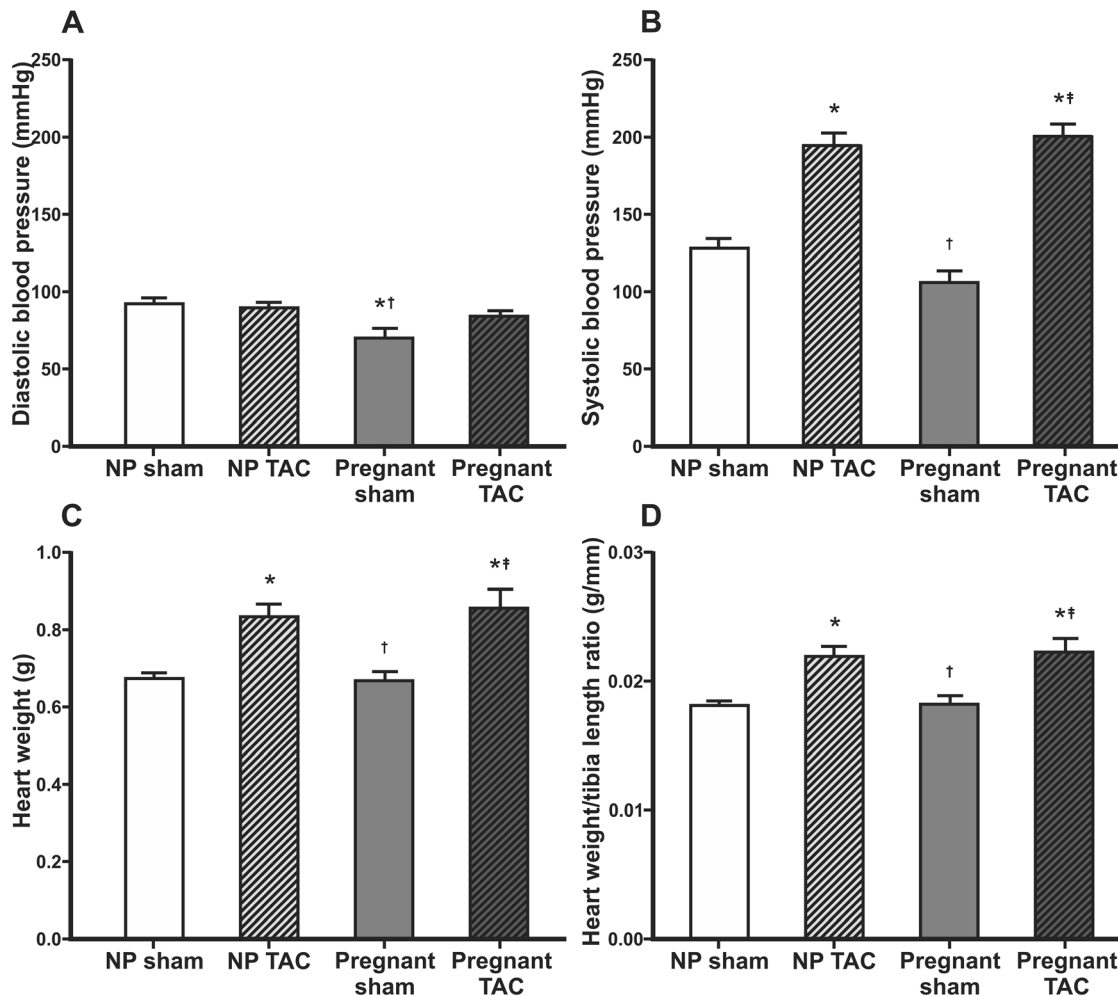 A
Diastolic blood pressure (mmHg)
250
200
150
100
50
0
*†
NP sham
NP TAC
Pregnant
sham
Pregnant
TAC
B
Systolic blood pressure (mmHg)
250
200
150
100
50
0
*
†
*‡
NP sham
NP TAC
Pregnant
sham
Pregnant
TAC
C
Heart weight (g)
1.0
0.8
0.6
0.4
0.2
0.0
*
†
*‡
NP sham
NP TAC
Pregnant
sham
Pregnant
TAC
D
Heart weight/tibia length ratio (g/mm)
0.03
0.02
0.01
0.00
*
†
*‡
NP sham
NP TAC
Pregnant
sham
Pregnant
TAC